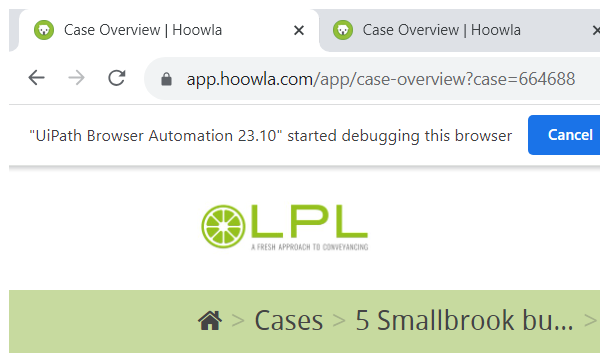 Case Overview | Hoowla
Case Overview | Hoowla
app.hoowla.com/app/case-overview?case=664688
"UiPath Browser Automation 23.10" started debugging this browser
Cancel
LPL
A FRESH APPROACH TO CONVEYANCING
> Cases > 5 Smallbrook bu... >